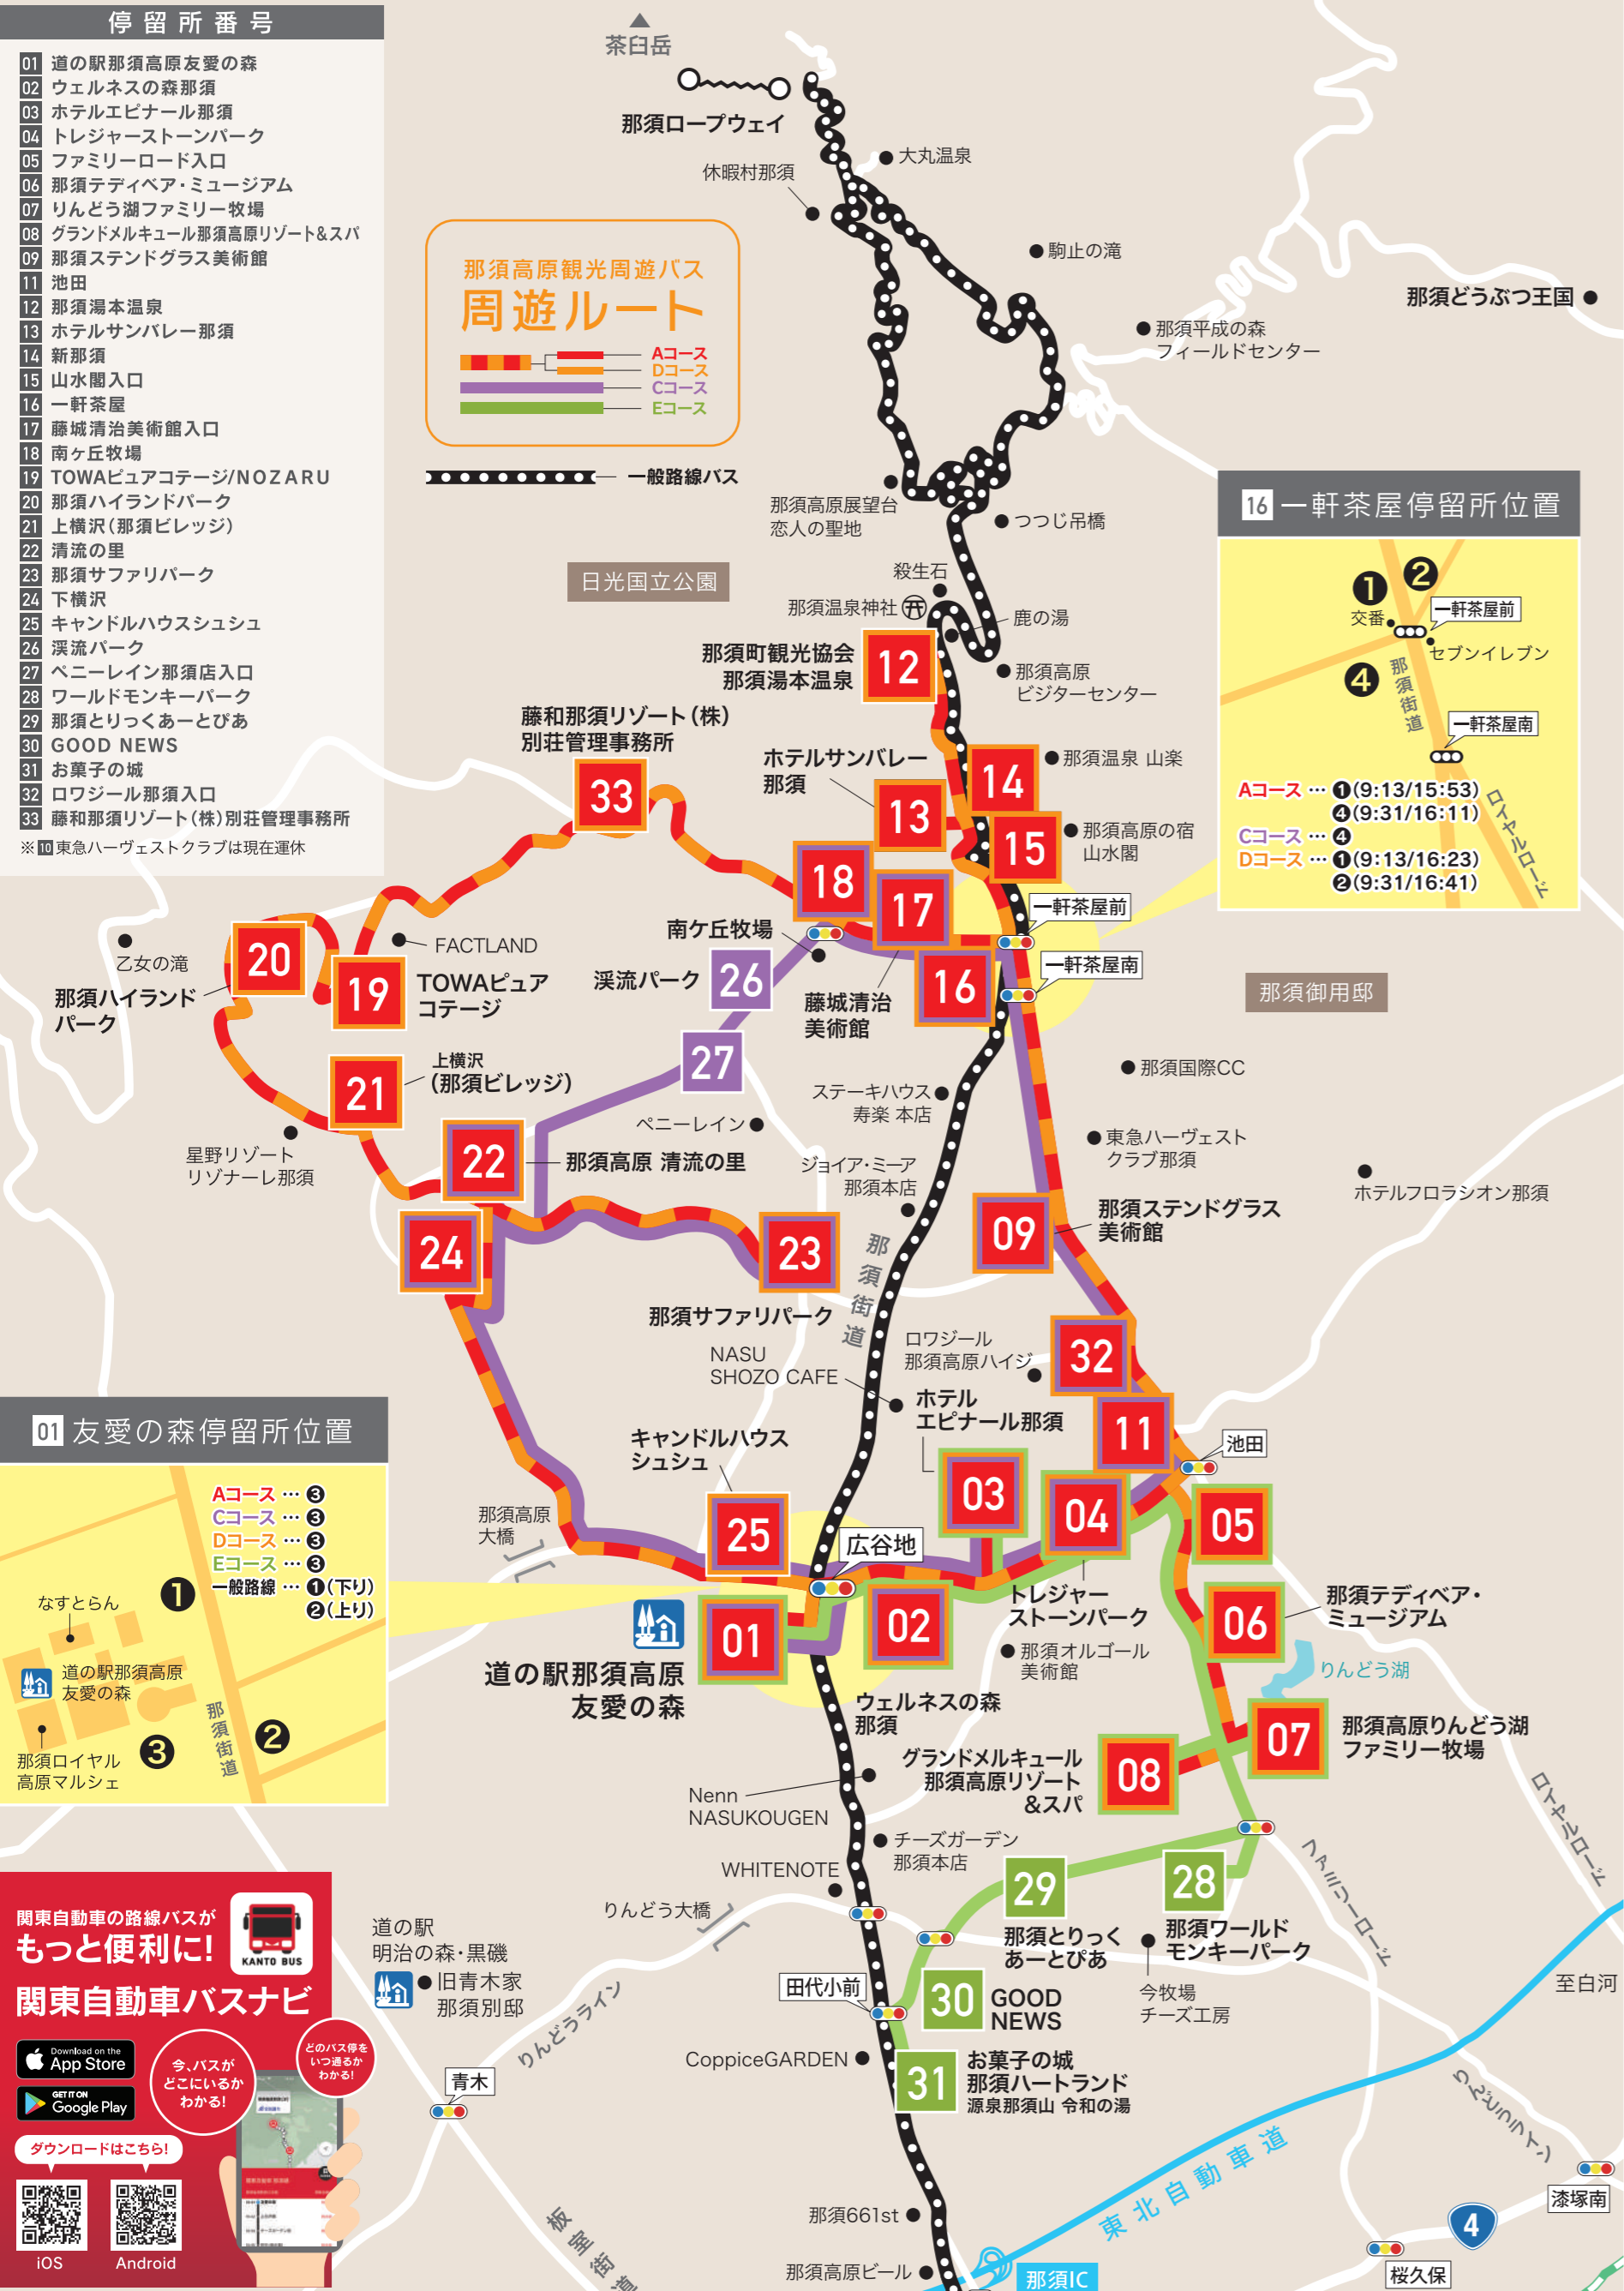 停留所番号
01 道の駅那須高原友愛の森
02 ウェルネスの森那須
03 ホテルエピナール那須
04 トレジャーストーンパーク
05 ファミリーロード入口
06 那須テディベア・ミュージアム
07 りんどう湖ファミリー牧場
08 グランドメルキュール那須高原リゾート&スパ
09 那須ステンドグラス美術館
11 池田
12 那須湯本温泉
13 ホテルサンバレー那須
14 新那須
15 山水閣入口
16 一軒茶屋
17 藤城清治美術館入口
18 南ヶ丘牧場
19 TOWAピュアコテージ/NOZARU
20 那須ハイランドパーク
21 上横沢(那須ビレッジ)
22 清流の里
23 那須サファリパーク
24 下横沢
25 キャンドルハウスシュシュ
26 渓流パーク
27 ペニーレイン那須店入口
28 ワールドモンキーパーク
29 那須とりっくあーとぴあ
30 GOOD NEWS
31 お菓子の城
32 ロワジール那須入口
33 藤和那須リゾート(株)別荘管理事務所
※10東急ハーヴェストクラブは現在運休
茶臼岳
那須ロープウェイ
大丸温泉
休暇村那須
駒止の滝
那須どうぶつ王国
那須平成の森
フィールドセンター
那須高原観光周遊バス
周遊ルート
Aコース
Dコース
Cコース
Eコース
一般路線バス
那須高原展望台
恋人の聖地
つつじ吊橋
日光国立公園
殺生石
那須温泉神社
鹿の湯
那須高原
ビジターセンター
那須町観光協会
那須湯本温泉
12
16 一軒茶屋停留所位置
1
2
交番
一軒茶屋前
セブンイレブン
4
那須街道
一軒茶屋南
ロイヤルロード
Aコース … ❶(9:13/15:53)
❹(9:31/16:11)
Cコース … ❹
Dコース … ❶(9:13/16:23)
❷(9:31/16:41)
藤和那須リゾート(株)
別荘管理事務所
33
ホテルサンバレー
那須
13
14
那須温泉 山楽
15
那須高原の宿
山水閣
18
17
一軒茶屋前
南ケ丘牧場
一軒茶屋南
16
藤城清治
美術館
渓流パーク
26
27
那須御用邸
20
乙女の滝
那須ハイランド
パーク
FACTLAND
19
TOWAピュア
コテージ
21
上横沢
(那須ビレッジ)
星野リゾート
リゾナーレ那須
22
那須高原 清流の里
ペニーレイン
ステーキハウス
寿楽 本店
ジョイア・ミーア
那須本店
那須国際CC
東急ハーヴェスト
クラブ那須
ホテルフロラシオン那須
24
23
那須サファリパーク
那須街道
09
那須ステンドグラス
美術館
NASU
SHOZO CAFE
ロワジール
那須高原ハイジ
32
ホテル
エピナール那須
11
池田
03
04
05
トレジャー
ストーンパーク
キャンドルハウス
シュシュ
25
那須高原
大橋
広谷地
01
道の駅那須高原
友愛の森
02
ウェルネスの森
那須
那須オルゴール
美術館
06
那須テディベア・
ミュージアム
りんどう湖
07
那須高原りんどう湖
ファミリー牧場
08
グランドメルキュール
那須高原リゾート
&スパ
01 友愛の森停留所位置
Aコース … ❸
Cコース … ❸
Dコース … ❸
Eコース … ❸
一般路線 … ❶(下り)
❷(上り)
なすとらん
1
道の駅那須高原
友愛の森
那須ロイヤル
高原マルシェ
3
那須街道
2
Nenn
NASUKOUGEN
チーズガーデン
那須本店
WHITENOTE
りんどう大橋
29
那須とりっく
あーとぴあ
28
那須ワールド
モンキーパーク
今牧場
チーズ工房
ファミリーロード
ロイヤルロード
至白河
田代小前
30
GOOD
NEWS
CoppiceGARDEN
31
お菓子の城
那須ハートランド
源泉那須山 令和の湯
道の駅
明治の森・黒磯
旧青木家
那須別邸
りんどうライン
青木
板室街道
那須661st
那須高原ビール
那須IC
東北自動車道
りんどうライン
漆塚南
4
桜久保
関東自動車の路線バスが
もっと便利に!
KANTO BUS
関東自動車バスナビ
Download on the
App Store
GET IT ON
Google Play
今、バスが
どこにいるか
わかる!
どのバス停を
いつ通るか
わかる!
ダウンロードはこちら!
iOS
Android